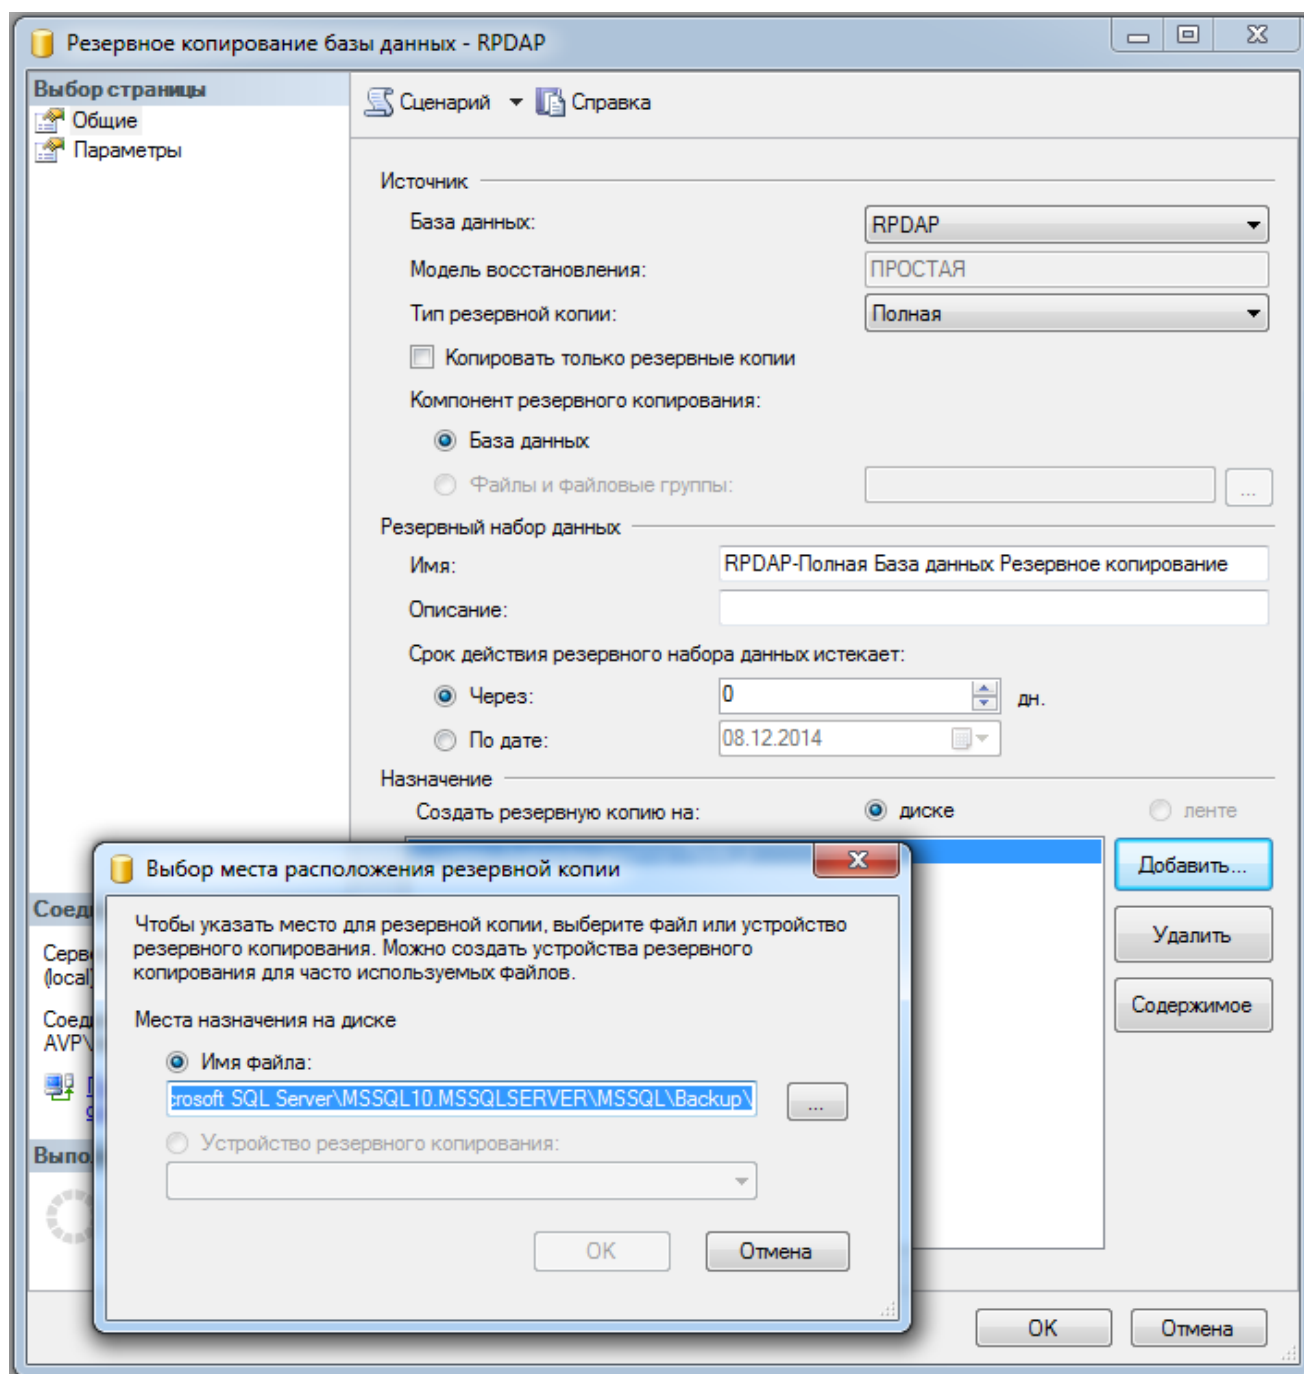 Резервное копирование базы данных - RPDAP
Выбор страницы
Общие
Параметры
Сценарий
Справка
Источник
База данных:
RPDAP
Модель восстановления:
ПРОСТАЯ
Тип резервной копии:
Полная
Копировать только резервные копии
Компонент резервного копирования:
База данных
Файлы и файловые группы:
...
Резервный набор данных
Имя:
RPDAP-Полная База данных Резервное копирование
Описание:
Срок действия резервного набора данных истекает:
Через:
0
дн.
По дате:
08.12.2014
Назначение
Создать резервную копию на:
диске
ленте
Добавить...
Удалить
Содержимое
(local)
AVP\
Выбор места расположения резервной копии
Чтобы указать место для резервной копии, выберите файл или устройство
резервного копирования. Можно создать устройства резервного
копирования для часто используемых файлов.
Места назначения на диске
Имя файла:
crosoft SQL Server\MSSQL10.MSSQLSERVER\MSSQL\Backup\
...
Устройство резервного копирования:
OK
Отмена
OK
Отмена